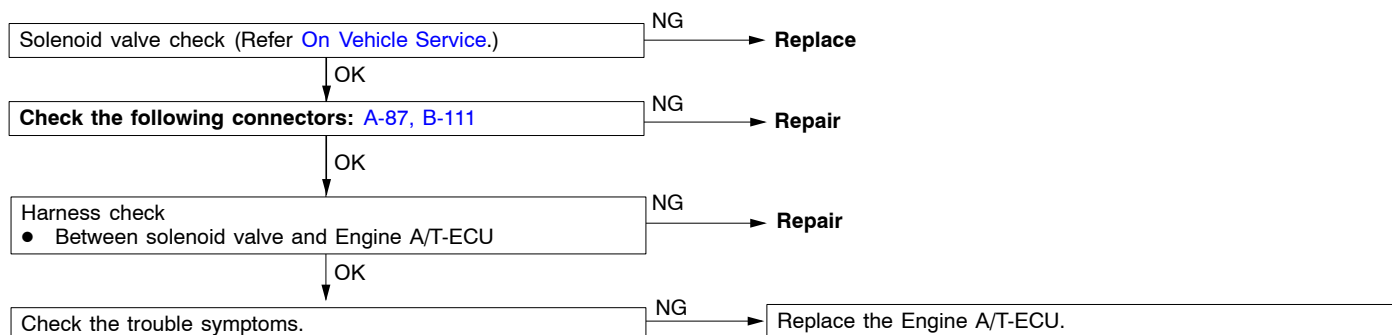 Solenoid valve check (Refer On Vehicle Service.)
NG
Replace
OK
Check the following connectors: A-87, B-111
NG
Repair
OK
Harness check
● Between solenoid valve and Engine A/T-ECU
NG
Repair
OK
Check the trouble symptoms.
NG
Replace the Engine A/T-ECU.